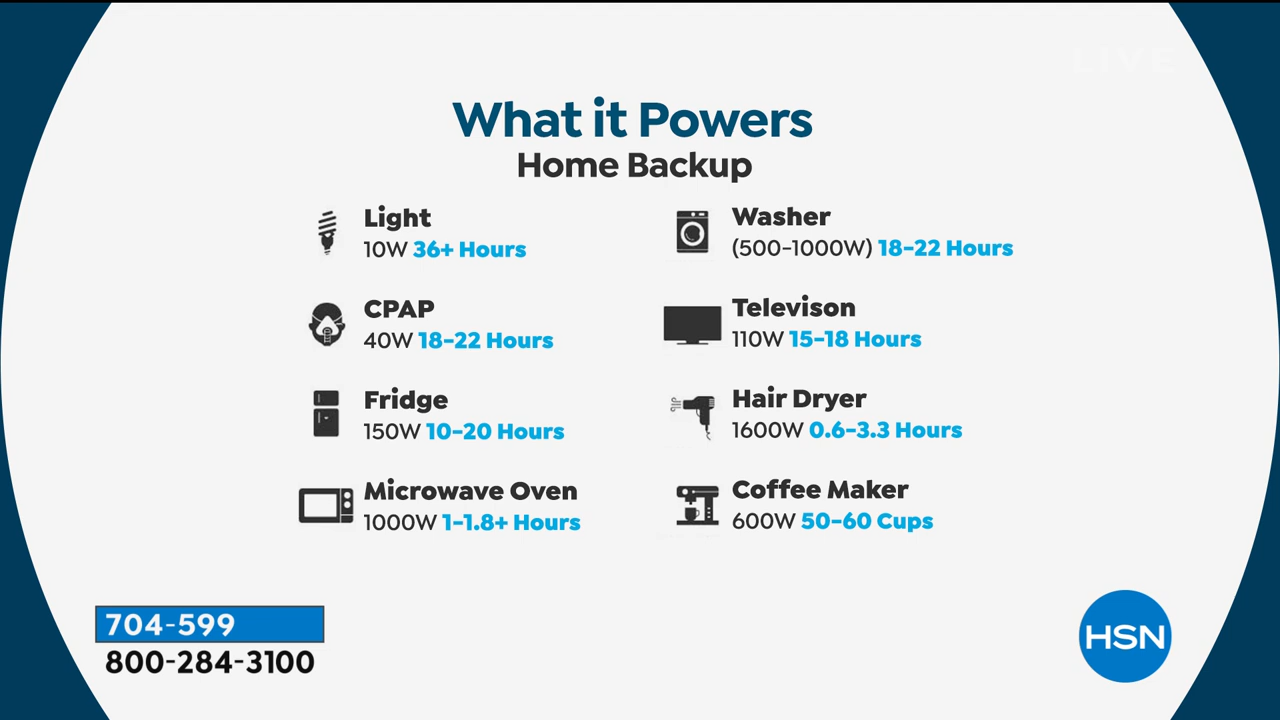 LIVE
What it Powers
Home Backup
Light
10W 36+ Hours
CPAP
40W 18-22 Hours
Fridge
150W 10-20 Hours
Microwave Oven
1000W 1-1.8+ Hours
Washer
(500-1000W) 18-22 Hours
Televison
110W 15-18 Hours
Hair Dryer
1600W 0.6-3.3 Hours
Coffee Maker
600W 50-60 Cups
704-599
800-284-3100
HSN